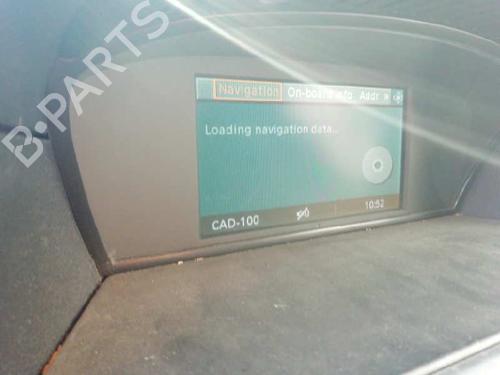 B-PARTS
Navigation On-board info Addr »
Loading navigation data...
CAD-100 10:52